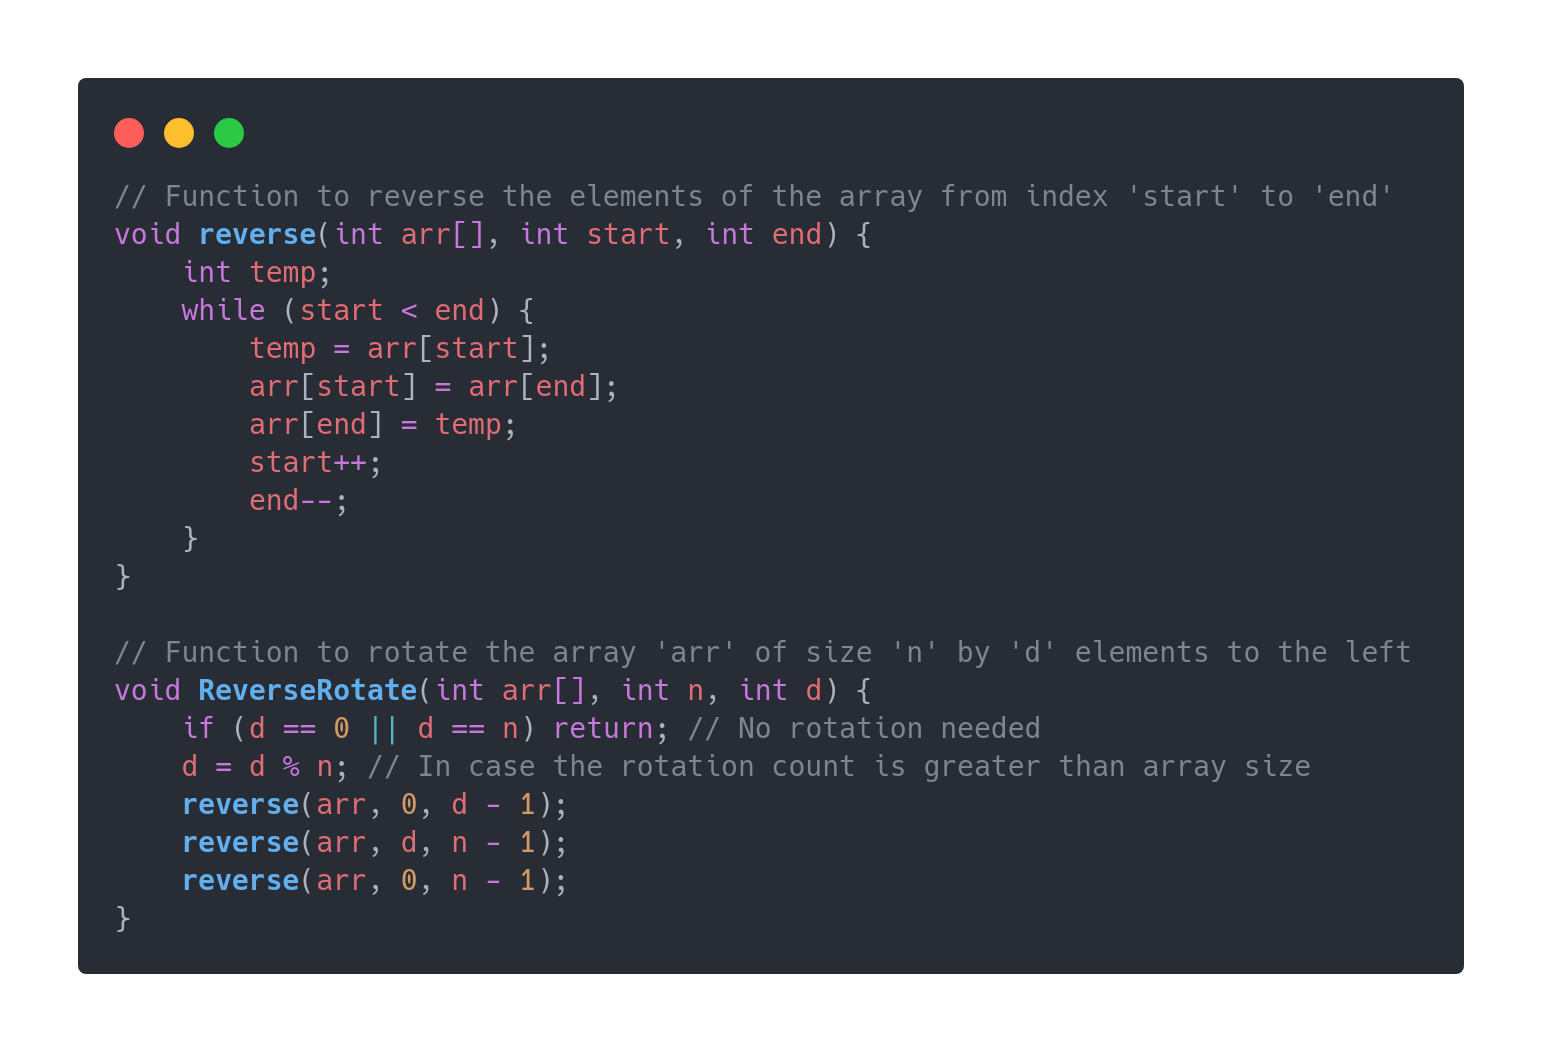 // Function to reverse the elements of the array from index 'start' to 'end'
void reverse(int arr[], int start, int end) {
    int temp;
    while (start < end) {
        temp = arr[start];
        arr[start] = arr[end];
        arr[end] = temp;
        start++;
        end--;
    }
}

// Function to rotate the array 'arr' of size 'n' by 'd' elements to the left
void ReverseRotate(int arr[], int n, int d) {
    if (d == 0 || d == n) return; // No rotation needed
    d = d % n; // In case the rotation count is greater than array size
    reverse(arr, 0, d - 1);
    reverse(arr, d, n - 1);
    reverse(arr, 0, n - 1);
}